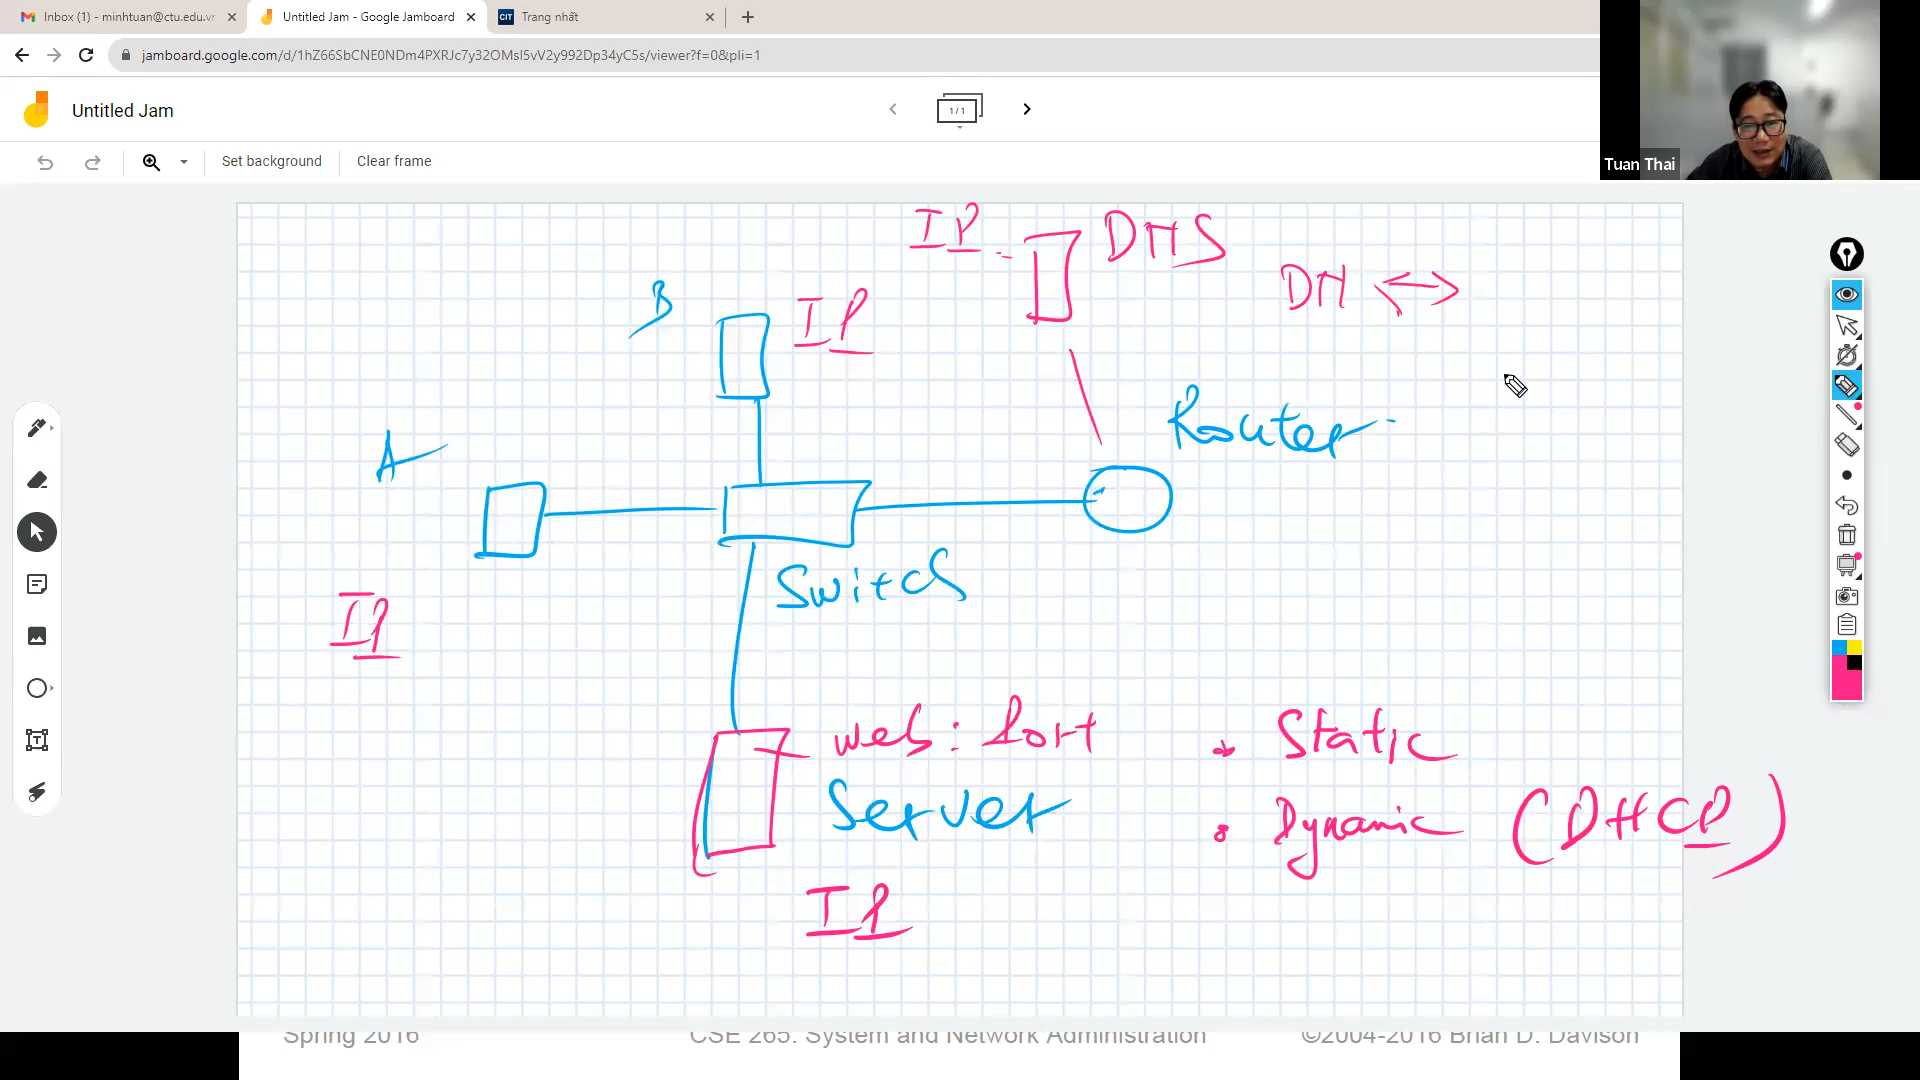 Inbox (1) - minhtuan@ctu.edu.vr
Untitled Jam - Google Jamboard
CIT
Trang nhất
jamboard.google.com/d/1hZ66SbCNE0NDm4PXRJc7y32OMsI5vV2y992Dp34yC5s/viewer?f=0&pli=1
Untitled Jam
1 / 1
Set background
Clear frame
Tuan Thai
IP
DNS
B
IP
DN
Router
A
Switch
IP
web: Port
Static
Server
Dynamic (DHCP)
IP
Spring 2016
CSE 265: System and Network Administration
©2004-2016 Brian D. Davison